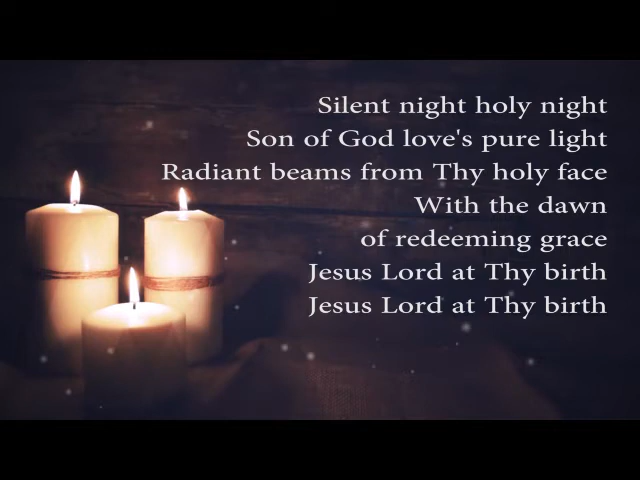 Silent night holy night
Son of God love's pure light
Radiant beams from Thy holy face
With the dawn
of redeeming grace
Jesus Lord at Thy birth
Jesus Lord at Thy birth